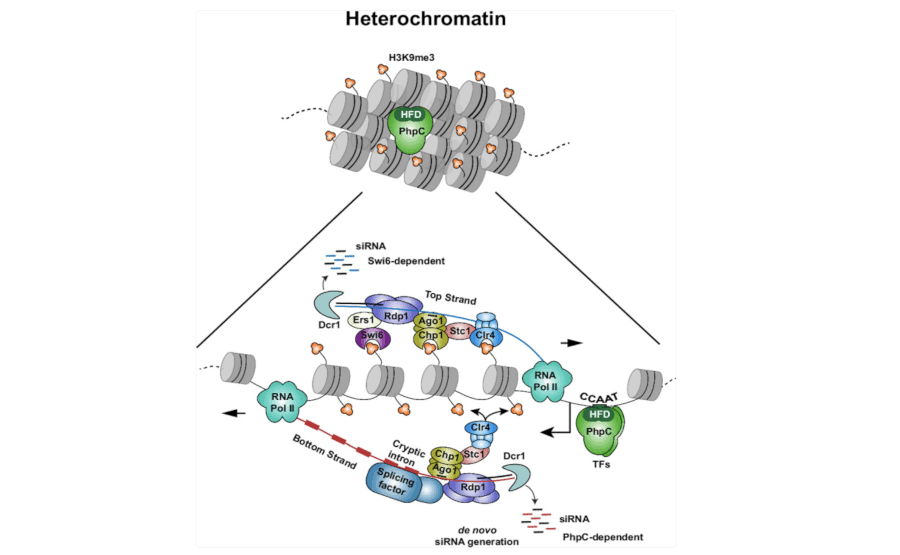 Heterochromatin
H3K9me3
HFD
PhpC
siRNA
Swi6-dependent
Dcr1
Top Strand
Rdp1
Ers1
Swi6
Ago1
Chp1
Stc1
Clr4
RNA
Pol II
RNA
Pol II
CCAAT
HFD
PhpC
TFs
Bottom Strand
Cryptic
intron
Splicing
factor
Clr4
Stc1
Chp1
Ago1
Rdp1
Dcr1
de novo
siRNA generation
siRNA
PhpC-dependent